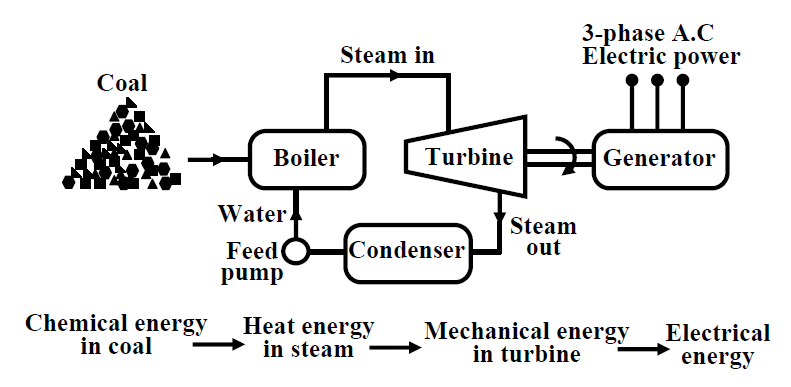 3-phase A.C
Electric power
Steam in
Coal
Boiler
Turbine
Generator
Water
Steam
out
Feed
pump
Condenser
Chemical energy
in coal
Heat energy
in steam
Mechanical energy
in turbine
Electrical
energy